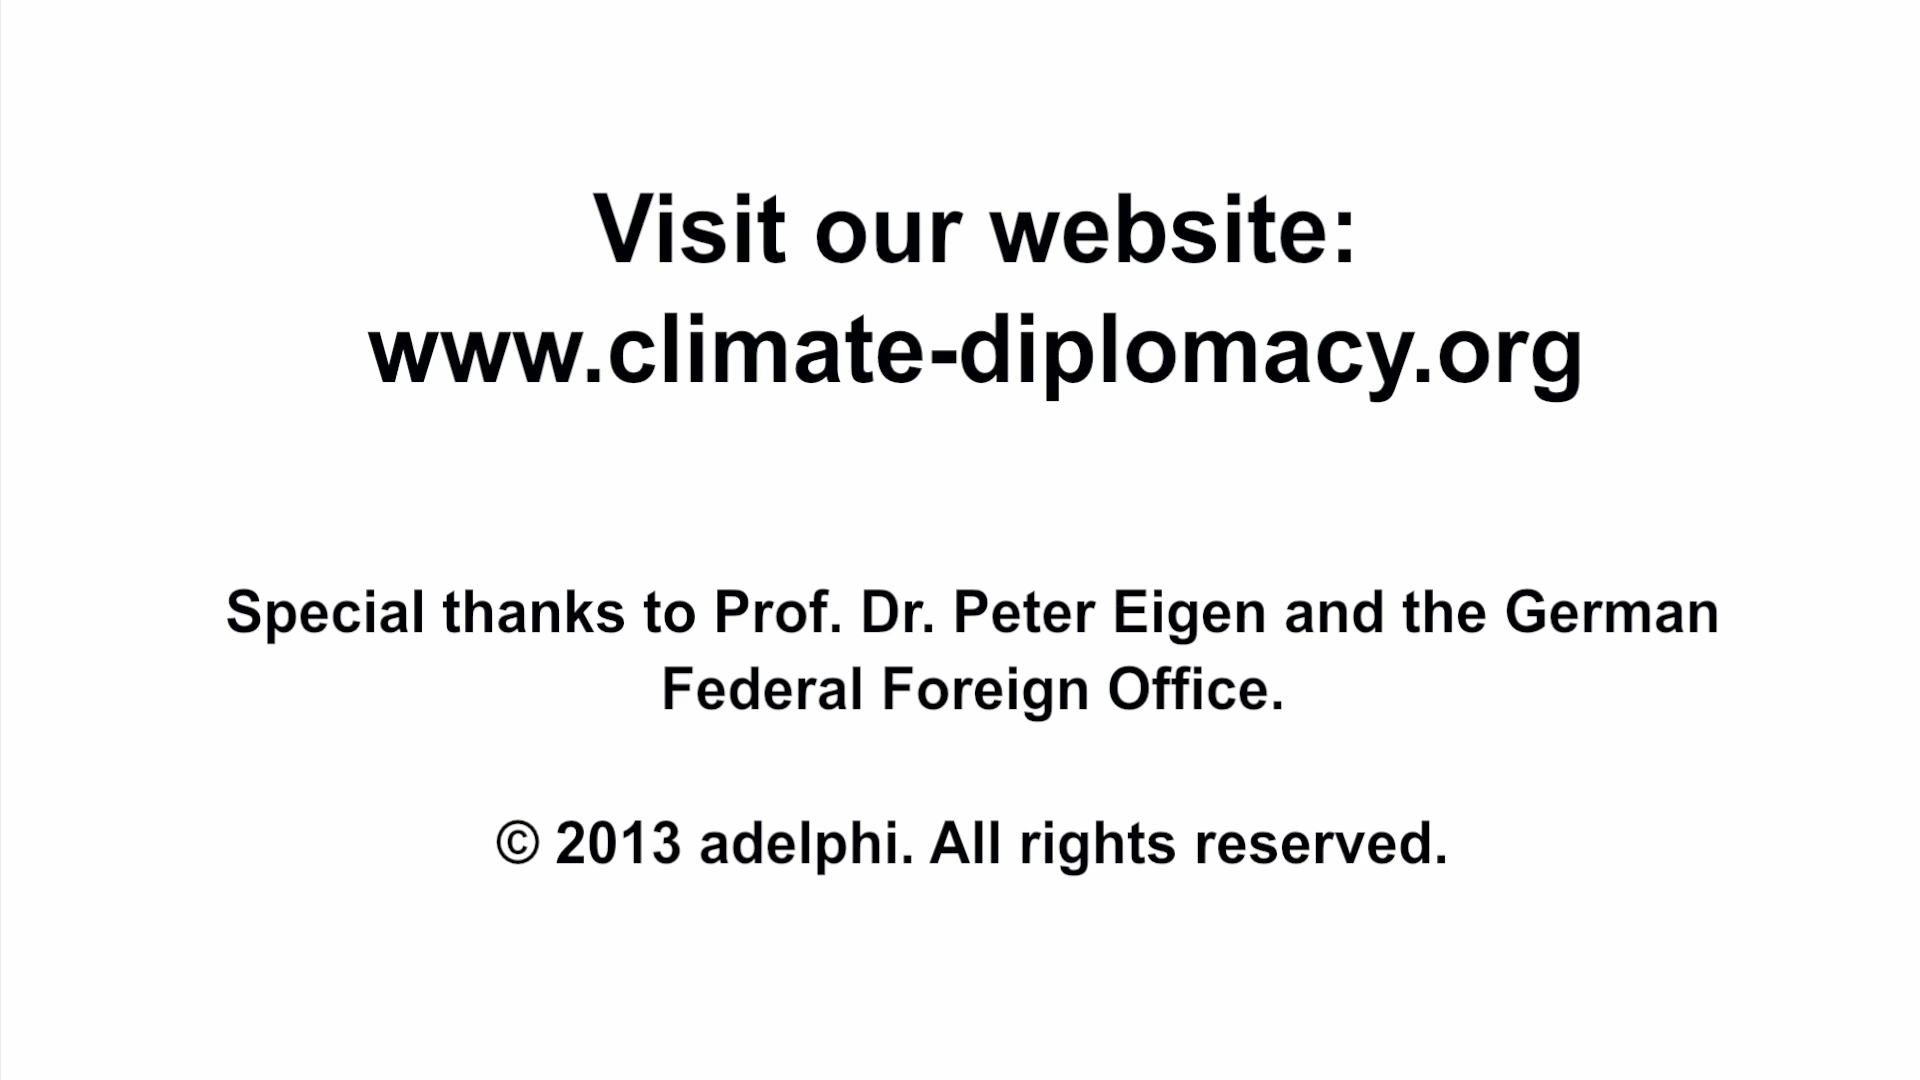 Visit our website:
www.climate-diplomacy.org
Special thanks to Prof. Dr. Peter Eigen and the German
Federal Foreign Office.
© 2013 adelphi. All rights reserved.